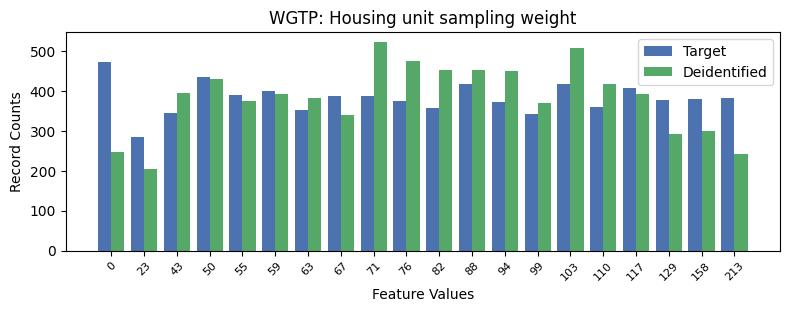 WGTP: Housing unit sampling weight
Target
Deidentified
Record Counts
500
400
300
200
100
0
0 23 43 50 55 59 63 67 71 76 82 88 94 99 103 110 117 129 158 213
Feature Values